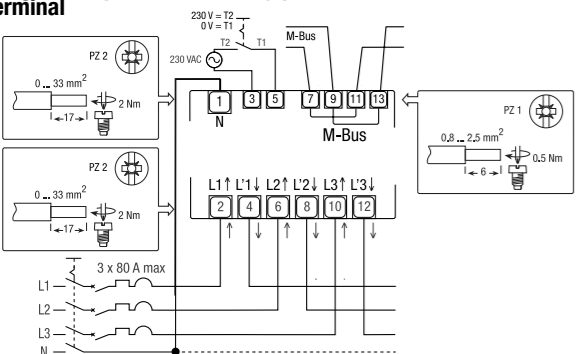 erminal
230 V = T2
0 V = T1
T2 T1
230 VAC
M-Bus
PZ 2
0 ... 33 mm2
17
2 Nm
1 3 5 7 9 11 13
N
M-Bus
PZ 1
0,8 ... 2,5 mm2
6
0,5 Nm
PZ 2
0 ... 33 mm2
17
2 Nm
L1↑ L'1↓ L2↑ L'2↓ L3↑ L'3↓
2 4 6 8 10 12
3 x 80 A max
L1
L2
L3
N